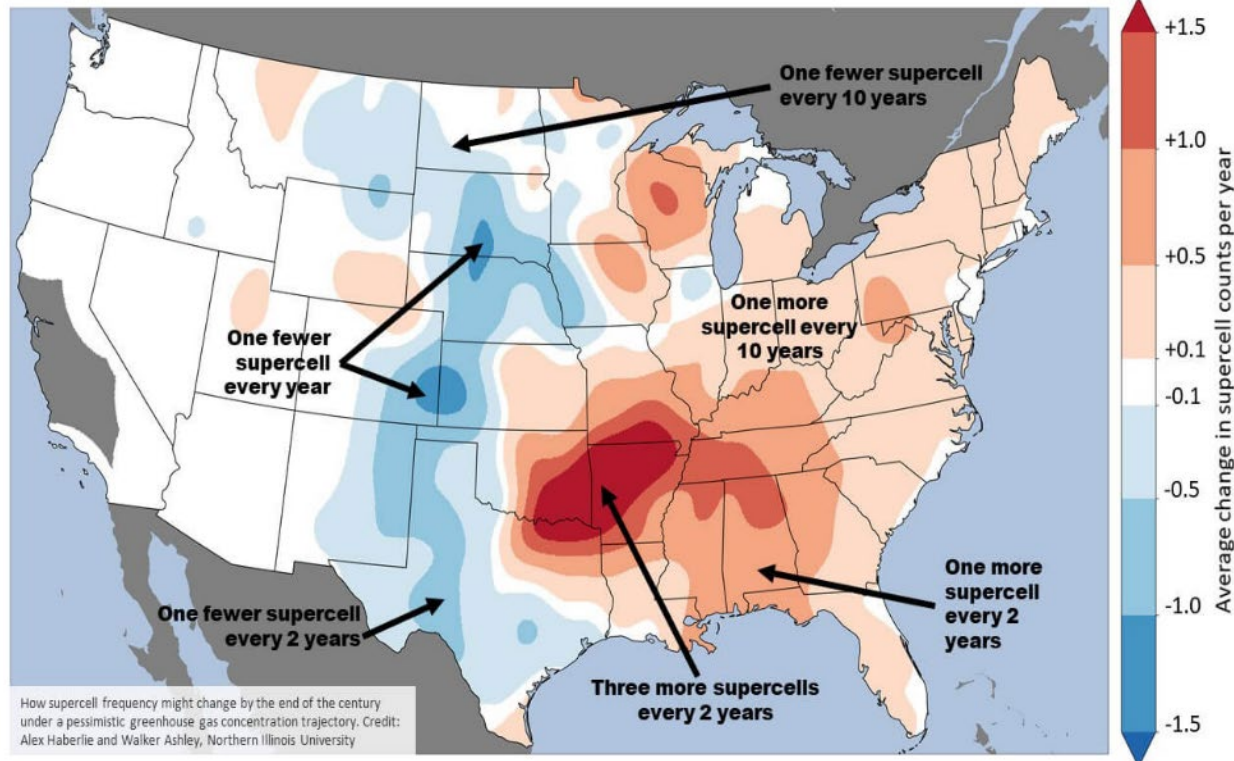 One fewer supercell
every 10 years
One fewer
supercell
every year
One more
supercell every
10 years
One fewer supercell
every 2 years
One more
supercell
every 2
years
Three more supercells
every 2 years
How supercell frequency might change by the end of the century
under a pessimistic greenhouse gas concentration trajectory. Credit:
Alex Haberlie and Walker Ashley, Northern Illinois University
+1.5
+1.0
+0.5
+0.1
-0.1
-0.5
-1.0
-1.5
Average change in supercell counts per year